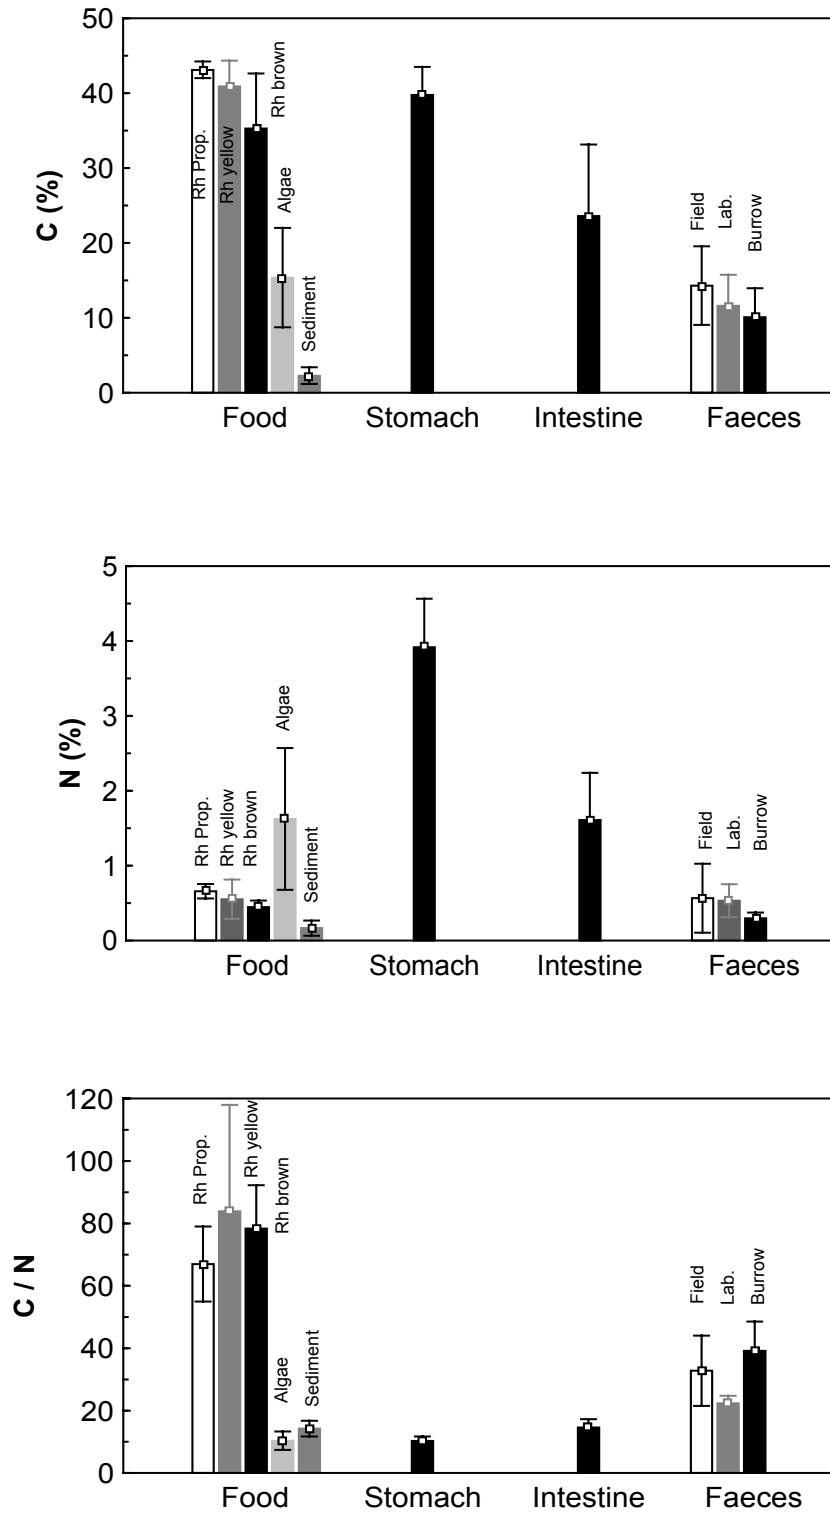 50
40
30
20
10
0
C (%)
Rh Prop.
Rh yellow
Rh brown
Algae
Sediment
Field
Lab.
Burrow
Food Stomach Intestine Faeces
5
4
3
2
1
0
N (%)
Rh Prop.
Rh yellow
Rh brown
Algae
Sediment
Field
Lab.
Burrow
Food Stomach Intestine Faeces
120
100
80
60
40
20
0
C / N
Rh Prop.
Rh yellow
Rh brown
Algae
Sediment
Field
Lab.
Burrow
Food Stomach Intestine Faeces